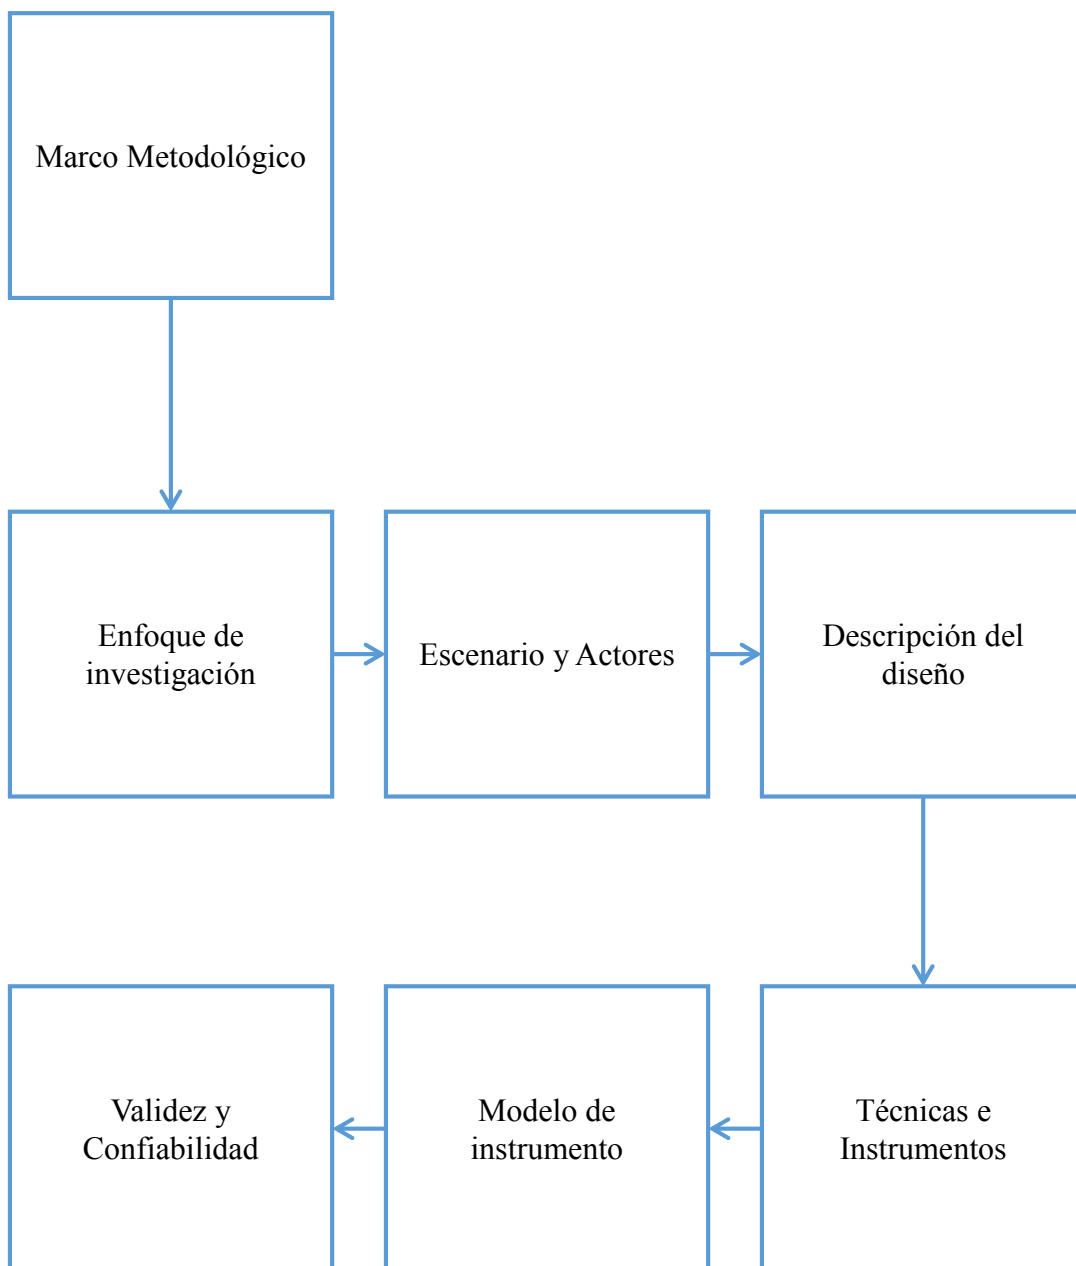 Marco Metodológico
Enfoque de
investigación
Escenario y Actores
Descripción del
diseño
Validez y
Confiabilidad
Modelo de
instrumento
Técnicas e
Instrumentos